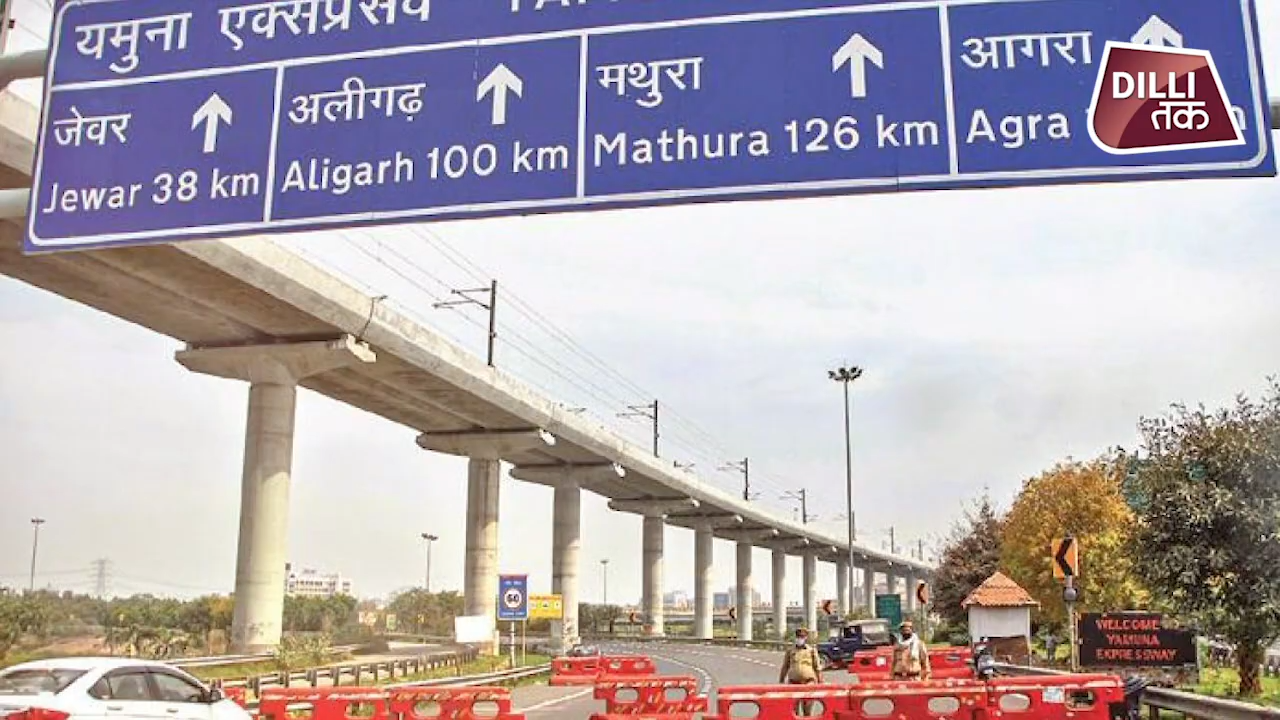 यमुना एक्सप्रेसवे
जेवर
Jewar 38 km
अलीगढ़
Aligarh 100 km
मथुरा
Mathura 126 km
आगरा
Agra
DILLI
तक
60
WELCOME
YAMUNA
EXPRESSWAY